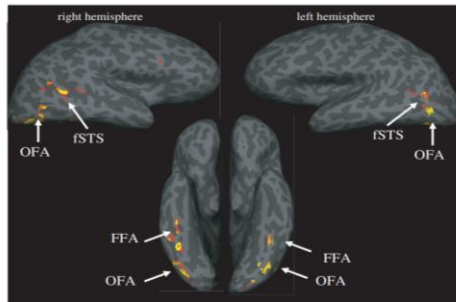 right hemisphere
left hemisphere
fSTS
OFA
fSTS
OFA
FFA
OFA
FFA
OFA